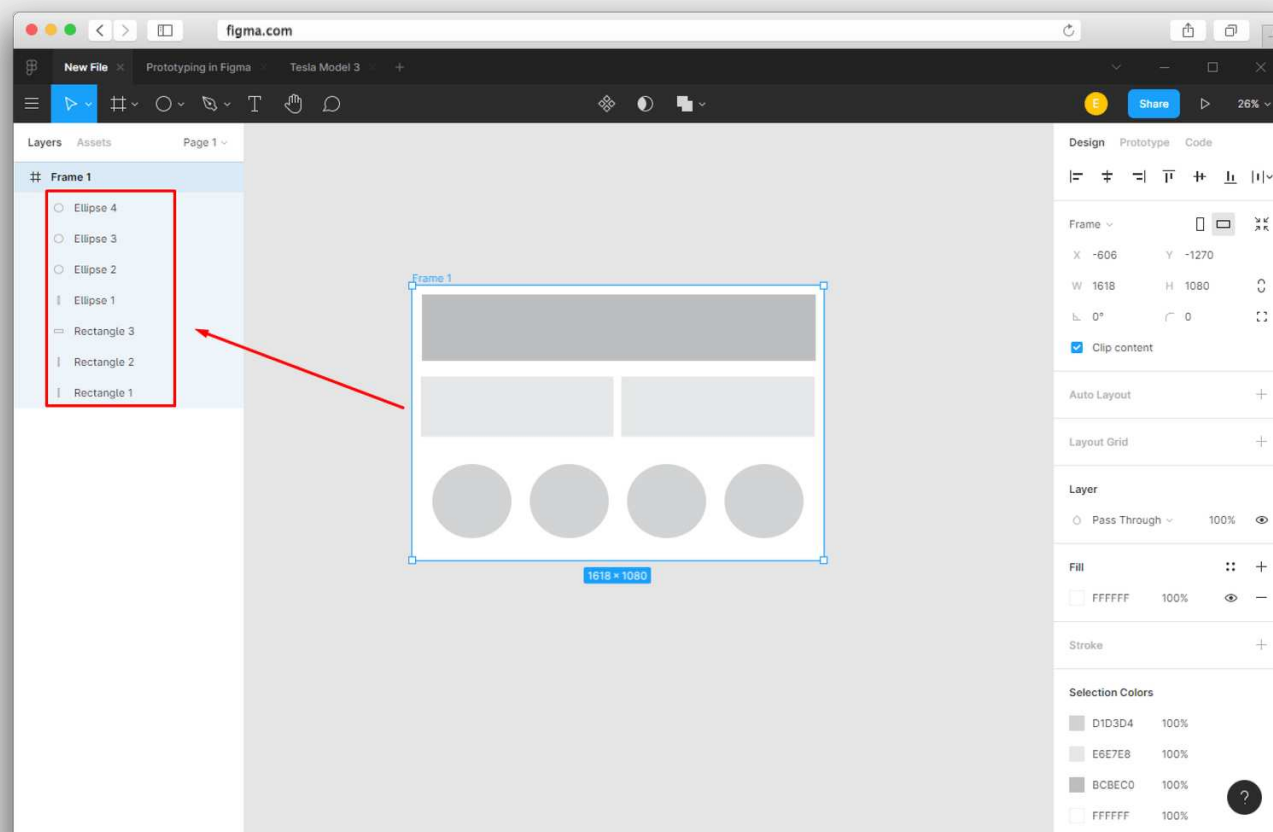 figma.com
New File
Prototyping in Figma
Tesla Model 3
E
Share
26%
Layers Assets Page 1
Frame 1
Ellipse 4
Ellipse 3
Ellipse 2
Ellipse 1
Rectangle 3
Rectangle 2
Rectangle 1
Frame 1
1618 × 1080
Design Prototype Code
Frame
X -606 Y -1270
W 1618 H 1080
0° 0
Clip content
Auto Layout
Layout Grid
Layer
Pass Through 100%
Fill
FFFFFF 100%
Stroke
Selection Colors
D1D3D4 100%
E6E7E8 100%
BCBEC0 100%
FFFFFF 100%
?